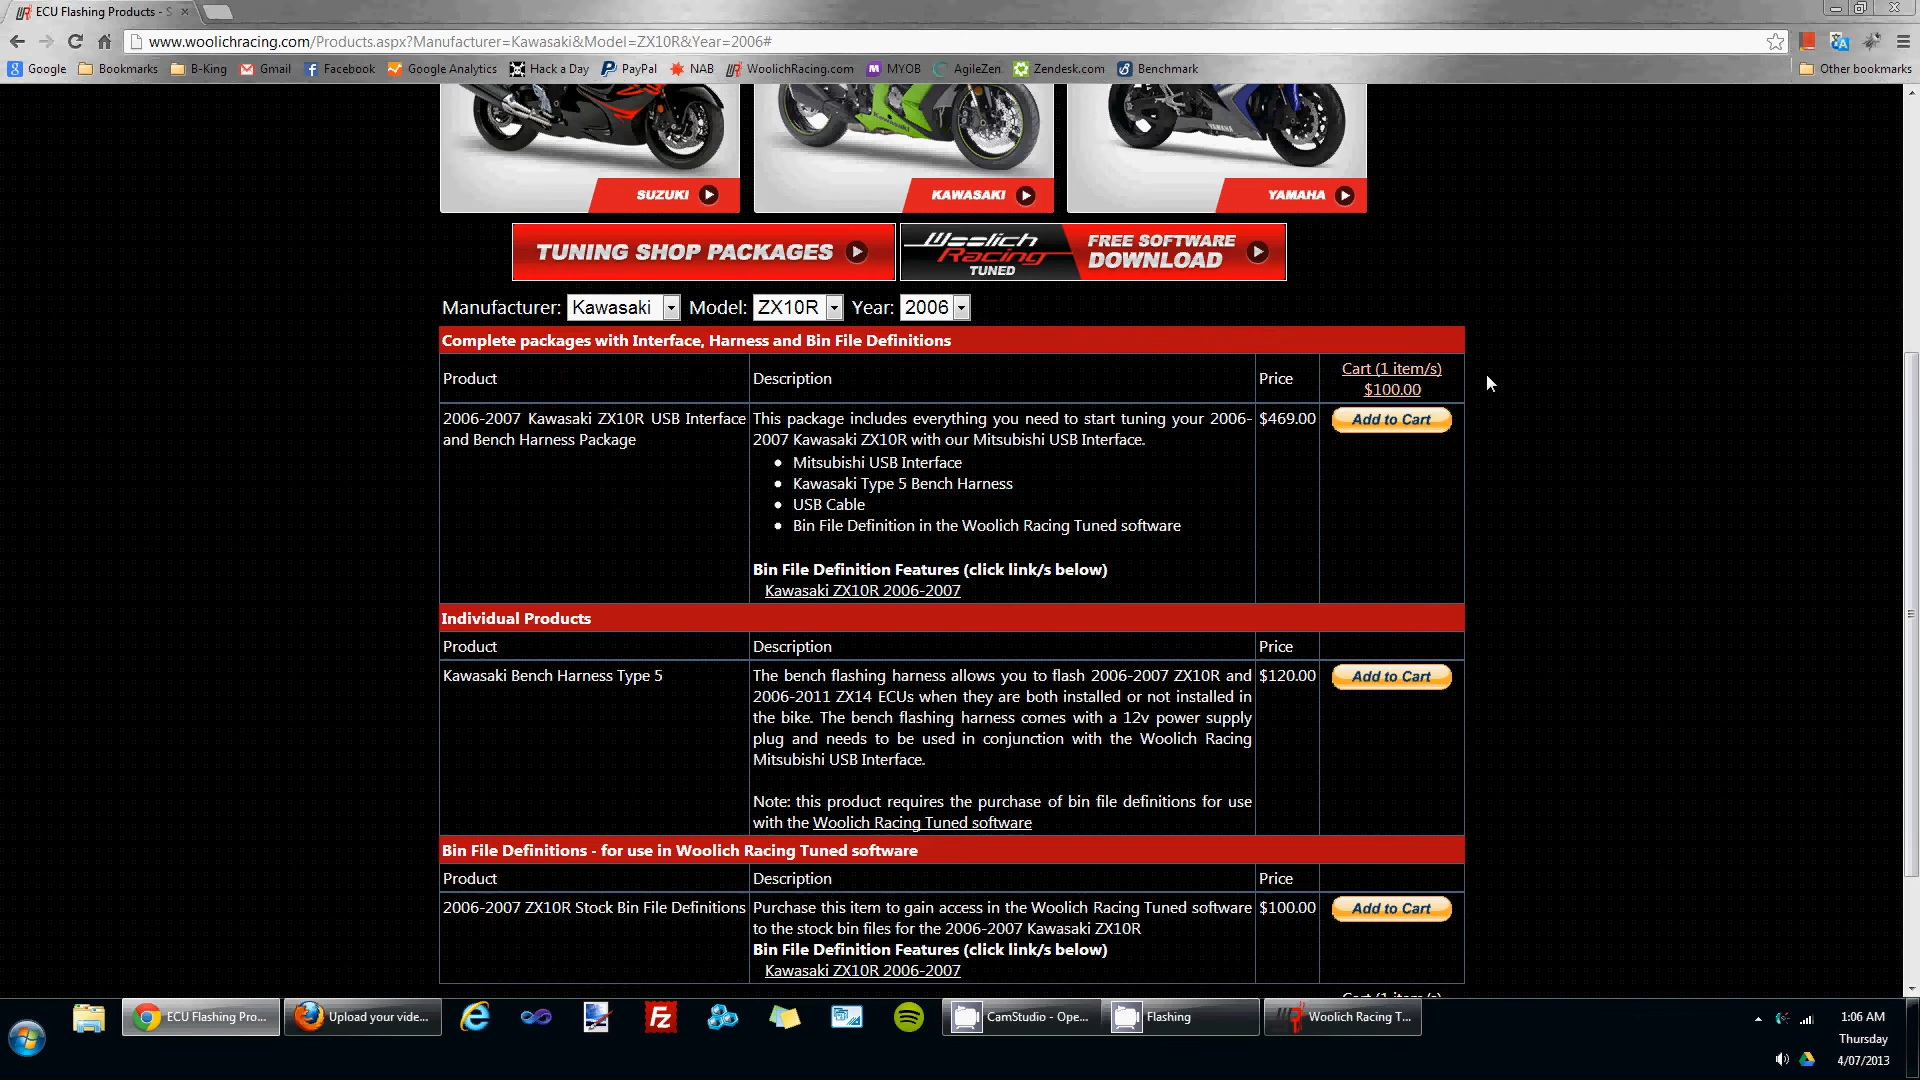 ECU Flashing Products - S
www.woolichracing.com/Products.aspx?Manufacturer=Kawasaki&Model=ZX10R&Year=2006#
Google Bookmarks B-King Gmail Facebook Google Analytics Hack a Day PayPal NAB WoolichRacing.com MYOB AgileZen Zendesk.com Benchmark Other bookmarks
Kawasaki YAMAHA
SUZUKI KAWASAKI YAMAHA
TUNING SHOP PACKAGES
Woolich Racing TUNED
FREE SOFTWARE
DOWNLOAD
Manufacturer: Kawasaki Model: ZX10R Year: 2006
Complete packages with Interface, Harness and Bin File Definitions
Product Description Price Cart (1 item/s)
$100.00
2006-2007 Kawasaki ZX10R USB Interface
and Bench Harness Package
This package includes everything you need to start tuning your 2006-
2007 Kawasaki ZX10R with our Mitsubishi USB Interface.
• Mitsubishi USB Interface
• Kawasaki Type 5 Bench Harness
• USB Cable
• Bin File Definition in the Woolich Racing Tuned software
Bin File Definition Features (click link/s below)
Kawasaki ZX10R 2006-2007
$469.00 Add to Cart
Individual Products
Product Description Price
Kawasaki Bench Harness Type 5
The bench flashing harness allows you to flash 2006-2007 ZX10R and
2006-2011 ZX14 ECUs when they are both installed or not installed in
the bike. The bench flashing harness comes with a 12v power supply
plug and needs to be used in conjunction with the Woolich Racing
Mitsubishi USB Interface.
Note: this product requires the purchase of bin file definitions for use
with the Woolich Racing Tuned software
$120.00 Add to Cart
Bin File Definitions - for use in Woolich Racing Tuned software
Product Description Price
2006-2007 ZX10R Stock Bin File Definitions
Purchase this item to gain access in the Woolich Racing Tuned software
to the stock bin files for the 2006-2007 Kawasaki ZX10R
Bin File Definition Features (click link/s below)
Kawasaki ZX10R 2006-2007
$100.00 Add to Cart
Cart (1 item/s)
ECU Flashing Pro... Upload your vide... CamStudio - Ope... Flashing Woolich Racing T...
1:06 AM
Thursday
4/07/2013